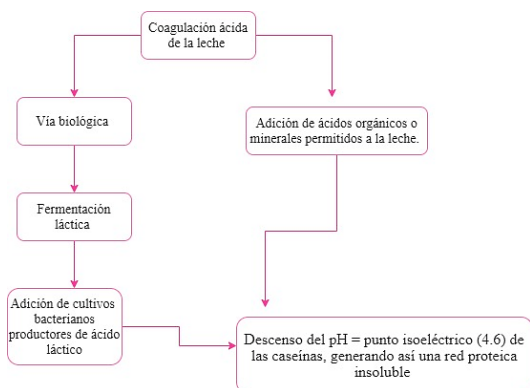 Coagulación ácida
de la leche
Vía biológica
Adición de ácidos orgánicos o
minerales permitidos a la leche.
Fermentación
láctica
Adición de cultivos
bacterianos
productores de ácido
láctico
Descenso del pH = punto isoeléctrico (4.6) de
las caseínas, generando así una red proteica
insoluble